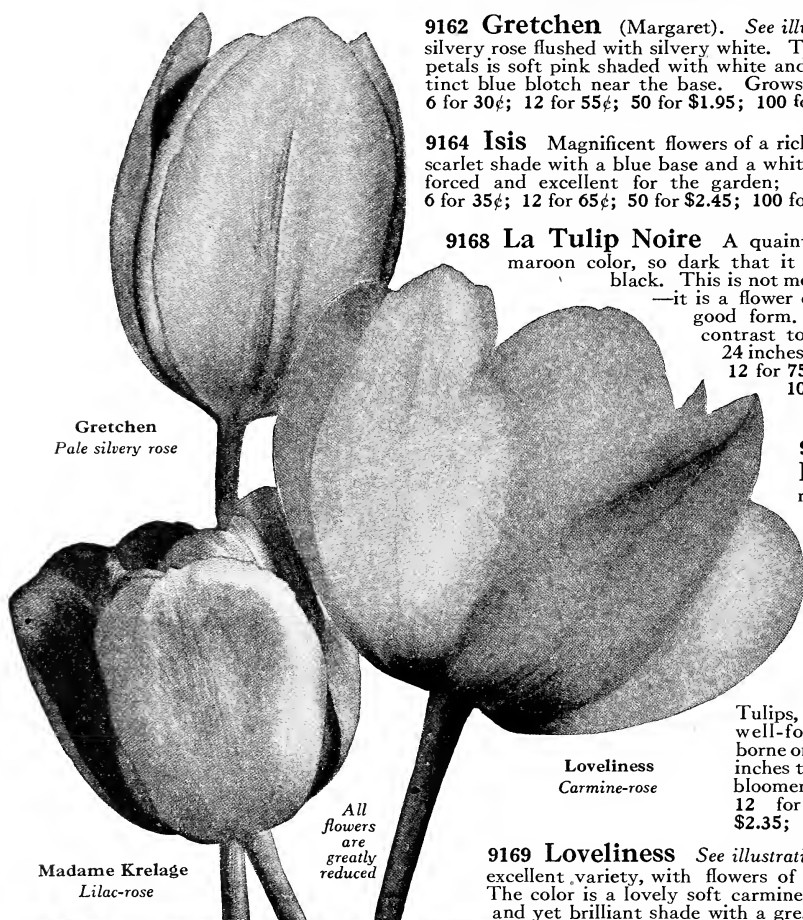 9162 Gretchen (Margaret). See illu
silvery rose flushed with silvery white. T
petals is soft pink shaded with white and
tinct blue blotch near the base. Grows
6 for 30¢; 12 for 55¢; 50 for $1.95; 100 fo
9164 Isis Magnificent flowers of a rich
scarlet shade with a blue base and a whit
forced and excellent for the garden;
6 for 35¢; 12 for 65¢; 50 for $2.45; 100 fo
9168 La Tulip Noire A quaint
maroon color, so dark that it
black. This is not me
—it is a flower
good form.
contrast to
24 inches
12 for 75
10
Gretchen
Pale silvery rose
Tulips,
well-fo
borne on
inches t
bloomer
12 for
$2.35;
Loveliness
Carmine-rose
All
flowers
are
greatly
reduced
Madame Krelage
Lilac-rose
9169 Loveliness See illustrati
excellent variety, with flowers of
The color is a lovely soft carmine
and yet brilliant shade with a gre